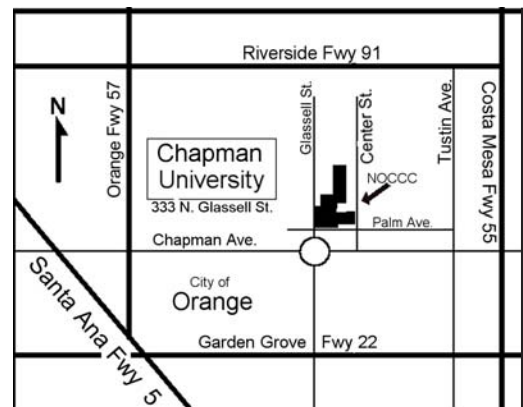 Riverside Fwy 91
N
Orange Fwy 57
Glassell St.
Center St.
Tustin Ave.
Costa Mesa Fwy 55
Chapman
University
333 N. Glassell St.
NOCCC
Palm Ave.
Chapman Ave.
City of
Orange
Santa Ana Fwy 5
Garden Grove Fwy 22